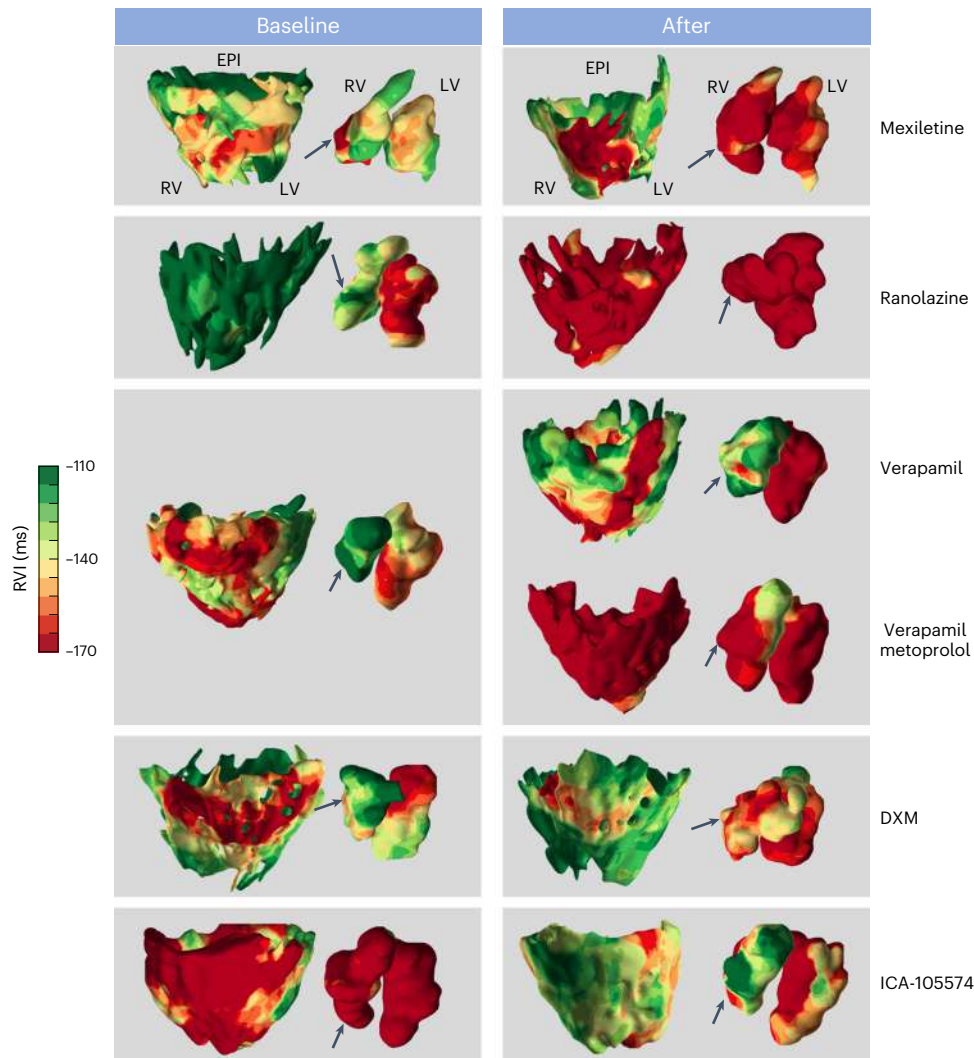 Baseline
After
EPI
RV
LV
RV
LV
EPI
RV
LV
RV
LV
Mexiletine
Ranolazine
Verapamil
RVI (ms)
–110
–140
–170
Verapamil
metoprolol
DXM
ICA-105574